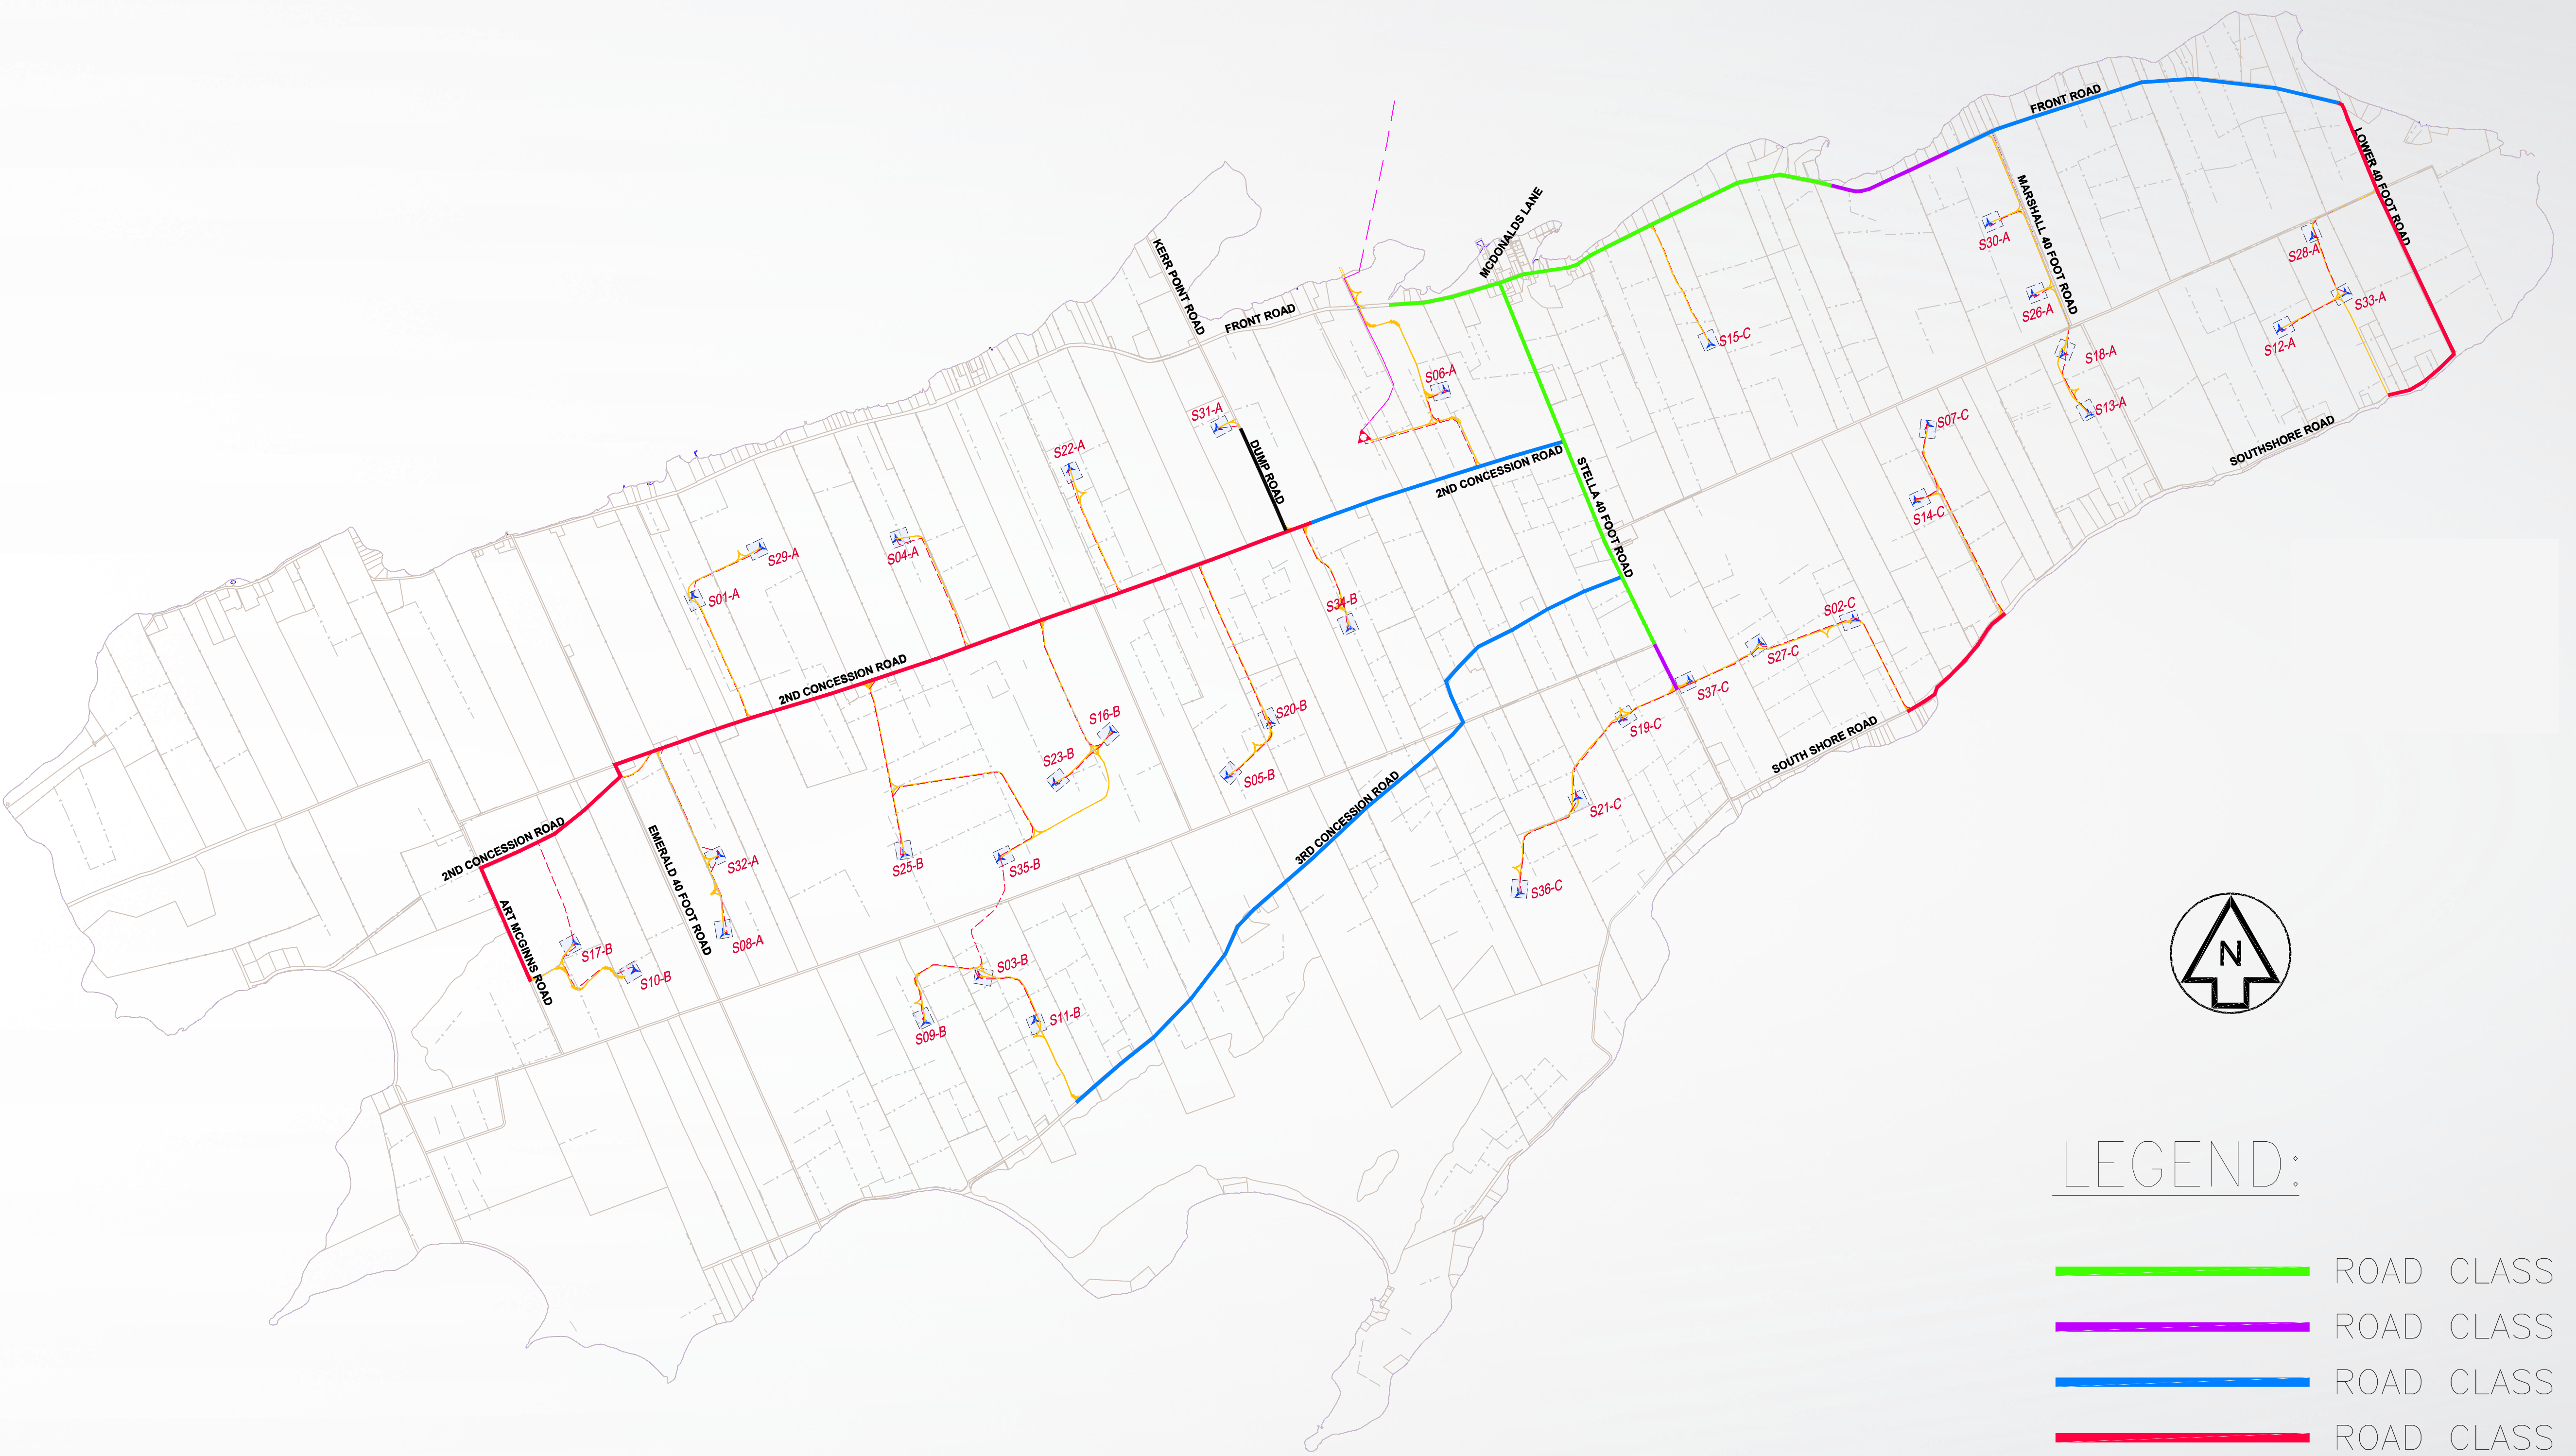 FRONT ROAD
LOWER 40 FOOT ROAD
MARSHALL 40 FOOT ROAD
MCDONALDS LANE
KERR POINT ROAD
FRONT ROAD
S30-A
S28-A
S26-A
S33-A
S12-A
S15-C
S18-A
S13-A
S06-A
S31-A
S07-C
SOUTHSHORE ROAD
S22-A
DUMP ROAD
2ND CONCESSION ROAD
STELLA 40 FOOT ROAD
S14-C
S29-A
S04-A
S01-A
S34-B
S02-C
S27-C
2ND CONCESSION ROAD
S37-C
S16-B
S20-B
S19-C
SOUTH SHORE ROAD
S23-B
S05-B
S21-C
3RD CONCESSION ROAD
2ND CONCESSION ROAD
EMERALD 40 FOOT ROAD
S32-A
S25-B
S35-B
S36-C
ART MCGINNS ROAD
S17-B
S08-A
S10-B
S03-B
S09-B
S11-B
N
LEGEND:
ROAD CLASS
ROAD CLASS
ROAD CLASS
ROAD CLASS